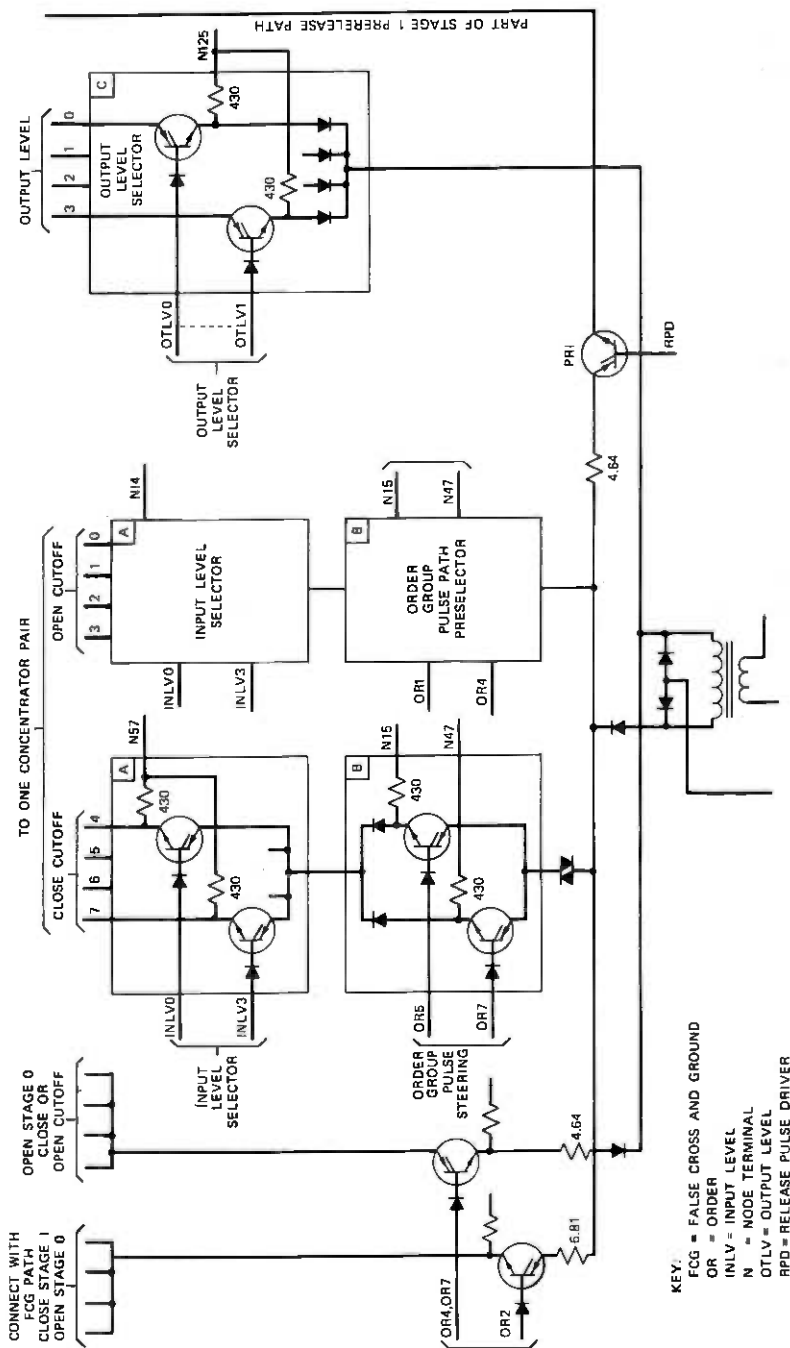 CONNECT WITH
FCG PATH
CLOSE STAGE 1
OPEN STAGE 0
OPEN STAGE 0
CLOSE OR
OPEN CUTOFF
TO ONE CONCENTRATOR PAIR
CLOSE CUTOFF
7
6
5
4
OPEN CUTOFF
3
2
1
0
OUTPUT LEVEL
3
2
1
0
PART OF STAGE 1 PRERELEASE PATH
A
430
430
N57
INLV0
INLV3
INPUT
LEVEL
SELECTOR
A
INPUT LEVEL
SELECTOR
N14
INLV0
INLV3
C
OUTPUT
LEVEL
SELECTOR
430
430
N125
OTLV0
OTLV1
OUTPUT
LEVEL
SELECTOR
B
430
430
N15
N47
OR5
OR7
ORDER
GROUP
PULSE
STEERING
B
ORDER
GROUP
PULSE PATH
PRESELECTOR
N15
N47
OR1
OR4
OR4,OR7
OR2
6.81
4.64
4.64
PRI
RPD
KEY:
FCG = FALSE CROSS AND GROUND
OR = ORDER
INLV = INPUT LEVEL
N = NODE TERMINAL
OTLV = OUTPUT LEVEL
RPD = RELEASE PULSE DRIVER